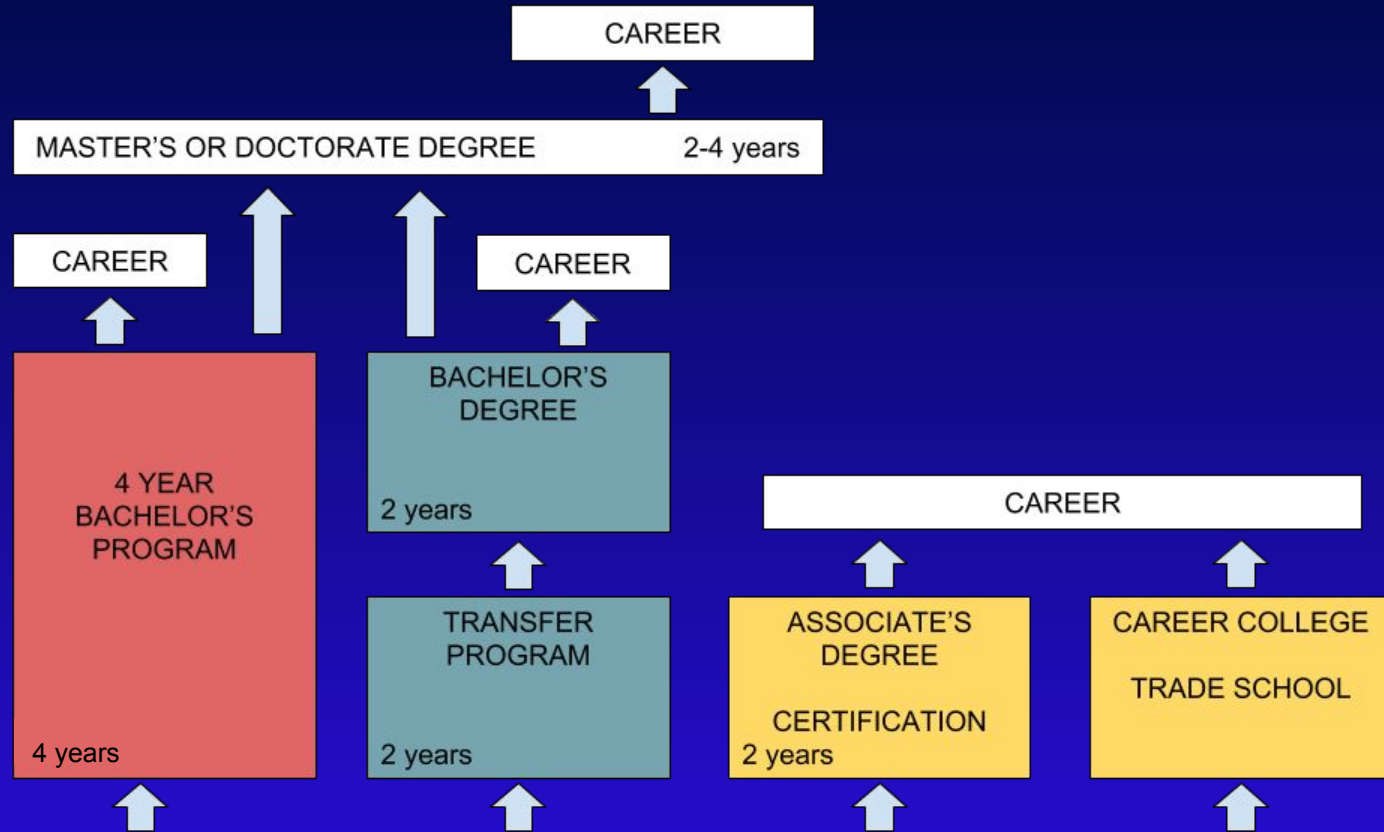 CAREER
MASTER'S OR DOCTORATE DEGREE 2-4 years
CAREER
CAREER
4 YEAR
BACHELOR'S
PROGRAM
4 years
BACHELOR'S
DEGREE
2 years
TRANSFER
PROGRAM
2 years
CAREER
ASSOCIATE'S
DEGREE
CERTIFICATION
2 years
CAREER COLLEGE
TRADE SCHOOL